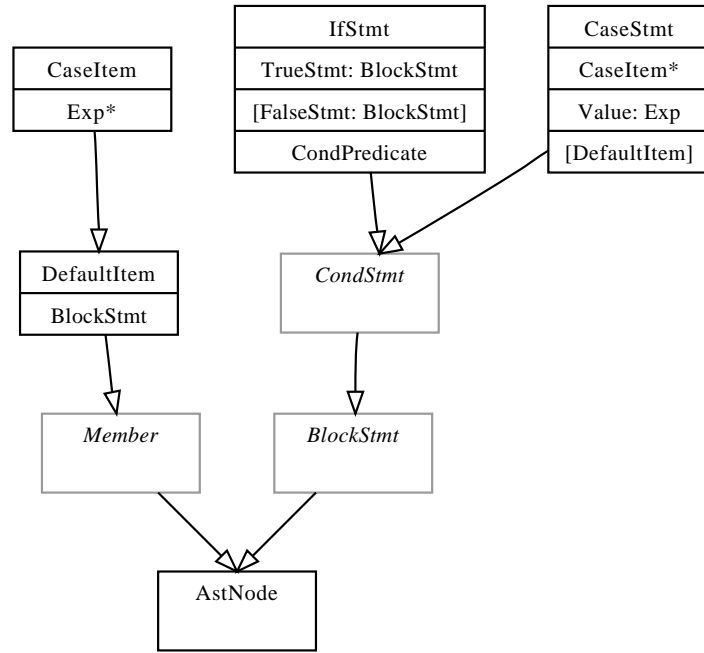 CaseItem
Exp*
IfStmt
TrueStmt: BlockStmt
[FalseStmt: BlockStmt]
CondPredicate
CaseStmt
CaseItem*
Value: Exp
[DefaultItem]
DefaultItem
BlockStmt
CondStmt
Member
BlockStmt
AstNode